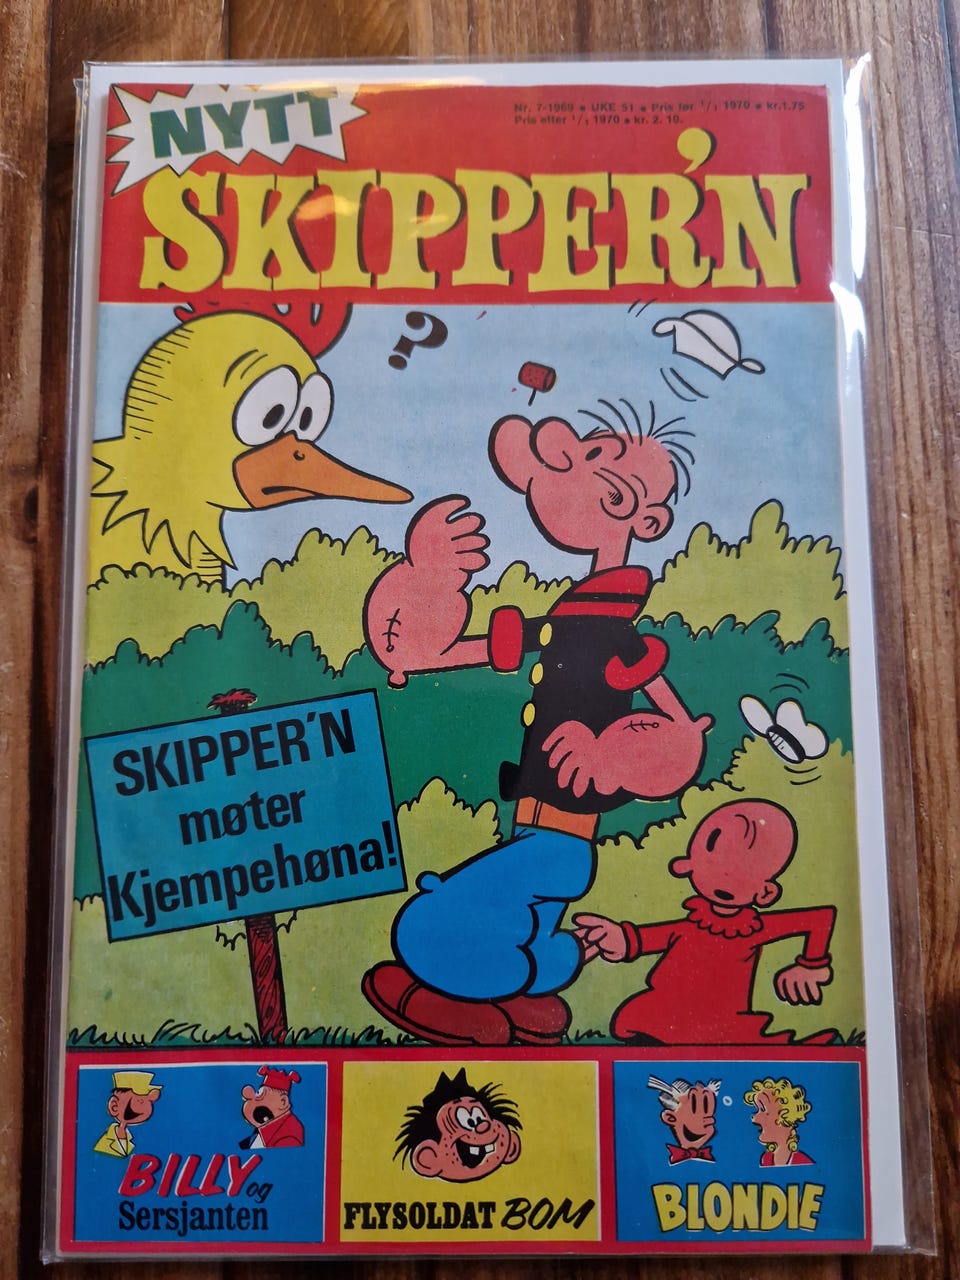 NYTT
Nr. 7-1969 • UKE 51 • Pris før 1/1 1970 • kr.1.75
Pris etter 1/1 1970 • kr. 2.10.
SKIPPER'N
?
SKIPPER'N
møter
Kjempehøna!
BILLY og
Sersjanten
FLYSOLDAT BOM
BLONDIE